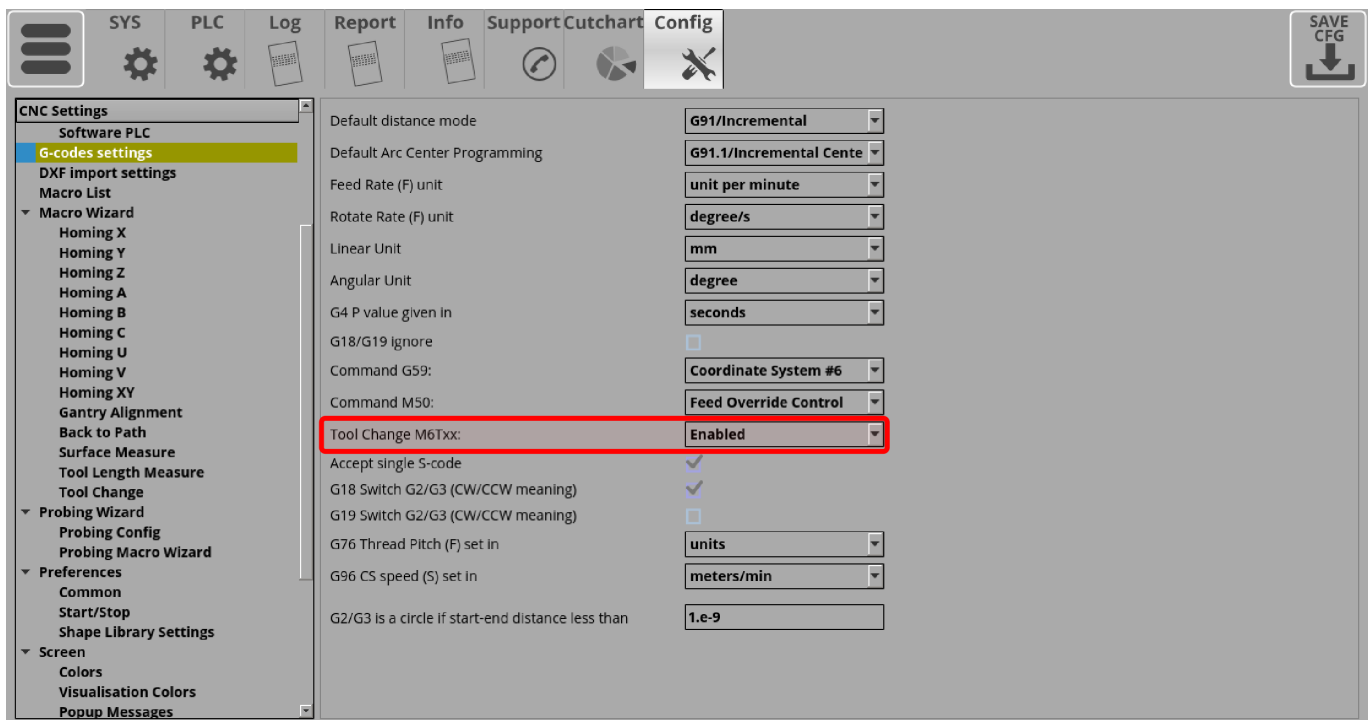 SYS PLC Log Report Info Support Cutchart Config
SAVE
CFG
CNC Settings
Software PLC
G-codes settings
DXF import settings
Macro List
Macro Wizard
Homing X
Homing Y
Homing Z
Homing A
Homing B
Homing C
Homing U
Homing V
Homing XY
Gantry Alignment
Back to Path
Surface Measure
Tool Length Measure
Tool Change
Probing Wizard
Probing Config
Probing Macro Wizard
Preferences
Common
Start/Stop
Shape Library Settings
Screen
Colors
Visualisation Colors
Popup Messages
Default distance mode G91/Incremental
Default Arc Center Programming G91.1/Incremental Cente
Feed Rate (F) unit unit per minute
Rotate Rate (F) unit degree/s
Linear Unit mm
Angular Unit degree
G4 P value given in seconds
G18/G19 ignore
Command G59: Coordinate System #6
Command M50: Feed Override Control
Tool Change M6Txx: Enabled
Accept single S-code
G18 Switch G2/G3 (CW/CCW meaning)
G19 Switch G2/G3 (CW/CCW meaning)
G76 Thread Pitch (F) set in units
G96 CS speed (S) set in meters/min
G2/G3 is a circle if start-end distance less than 1.e-9